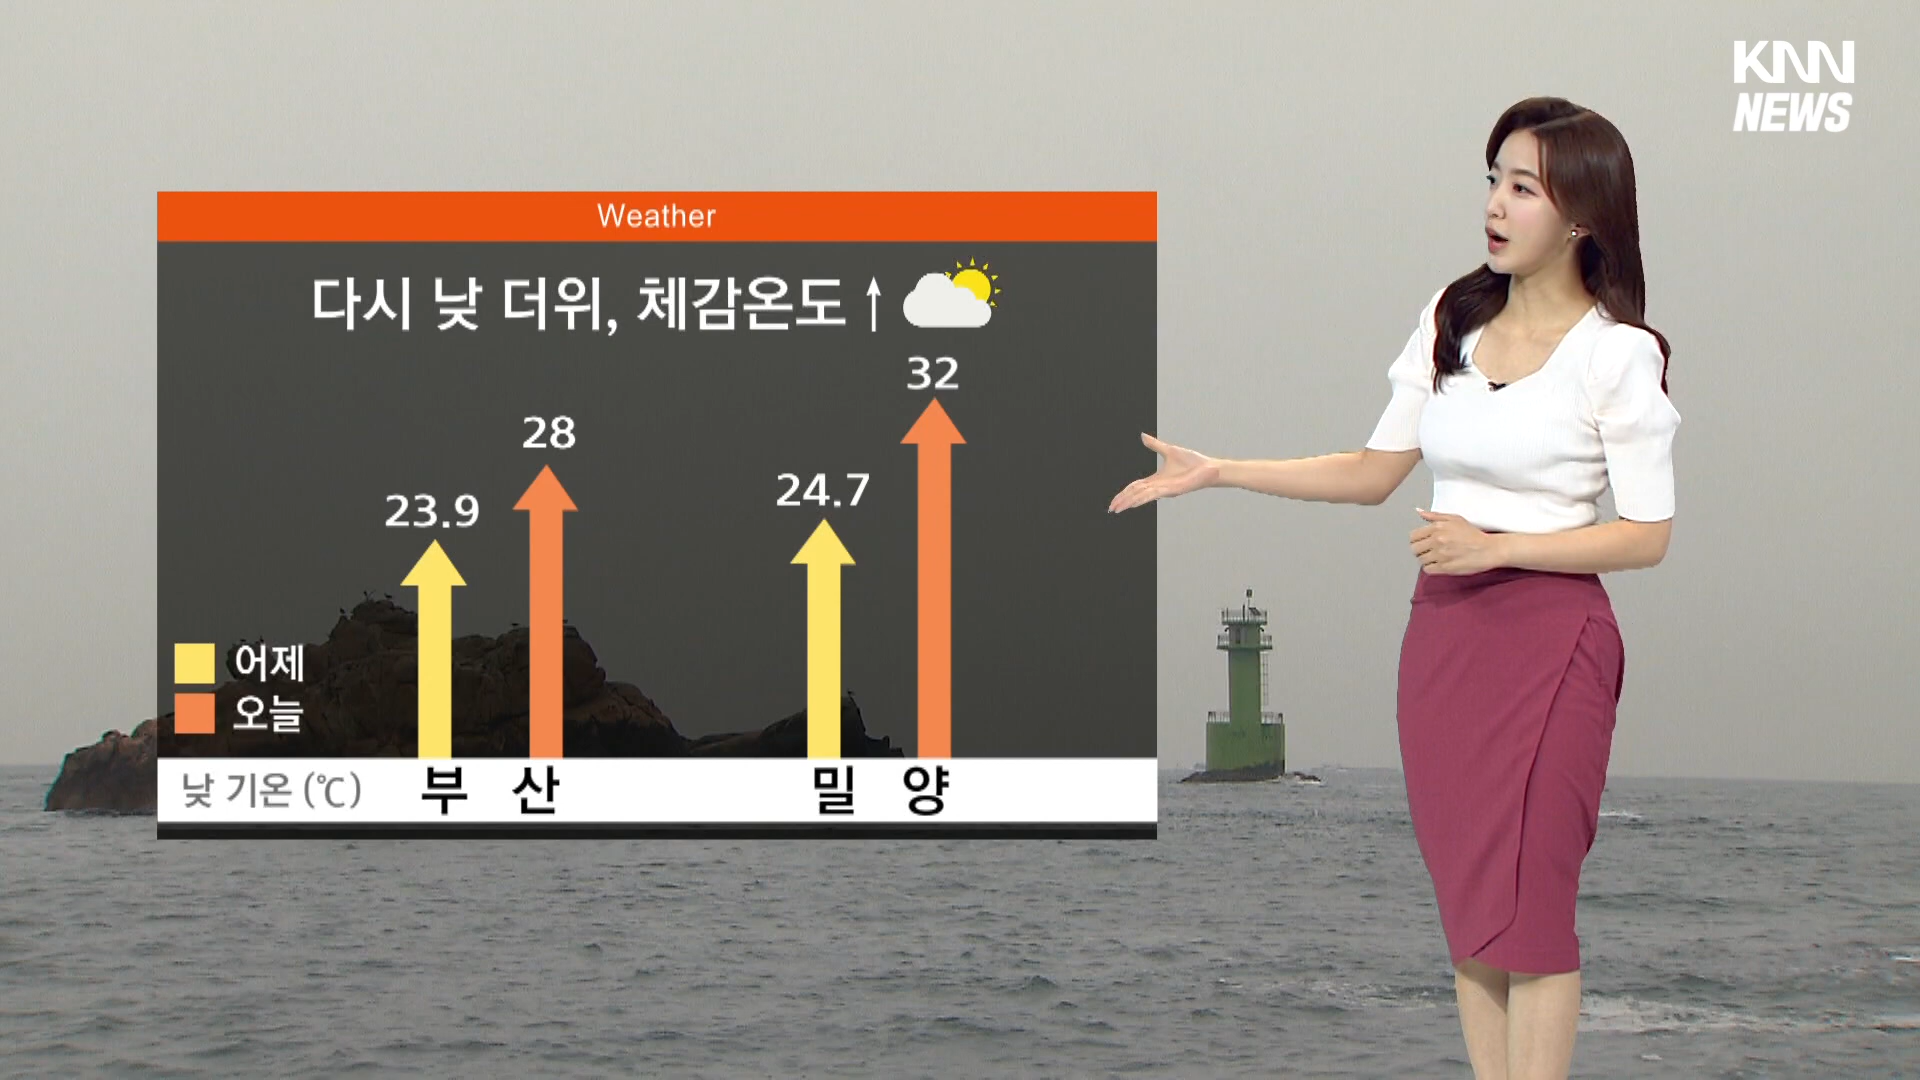 KNN
NEWS
Weather
다시 낮 더위, 체감온도↑
23.9
28
24.7
32
어제
오늘
낮 기온 (℃) 부 산 밀 양